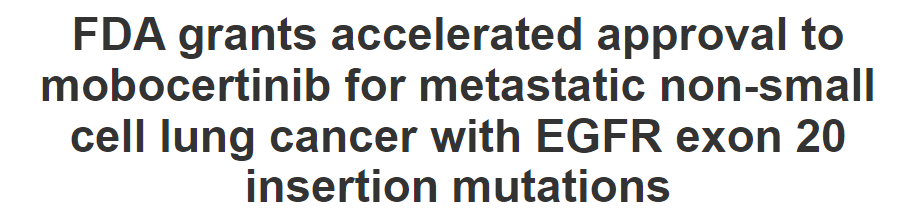 FDA grants accelerated approval to
mobocertinib for metastatic non-small
cell lung cancer with EGFR exon 20
insertion mutations